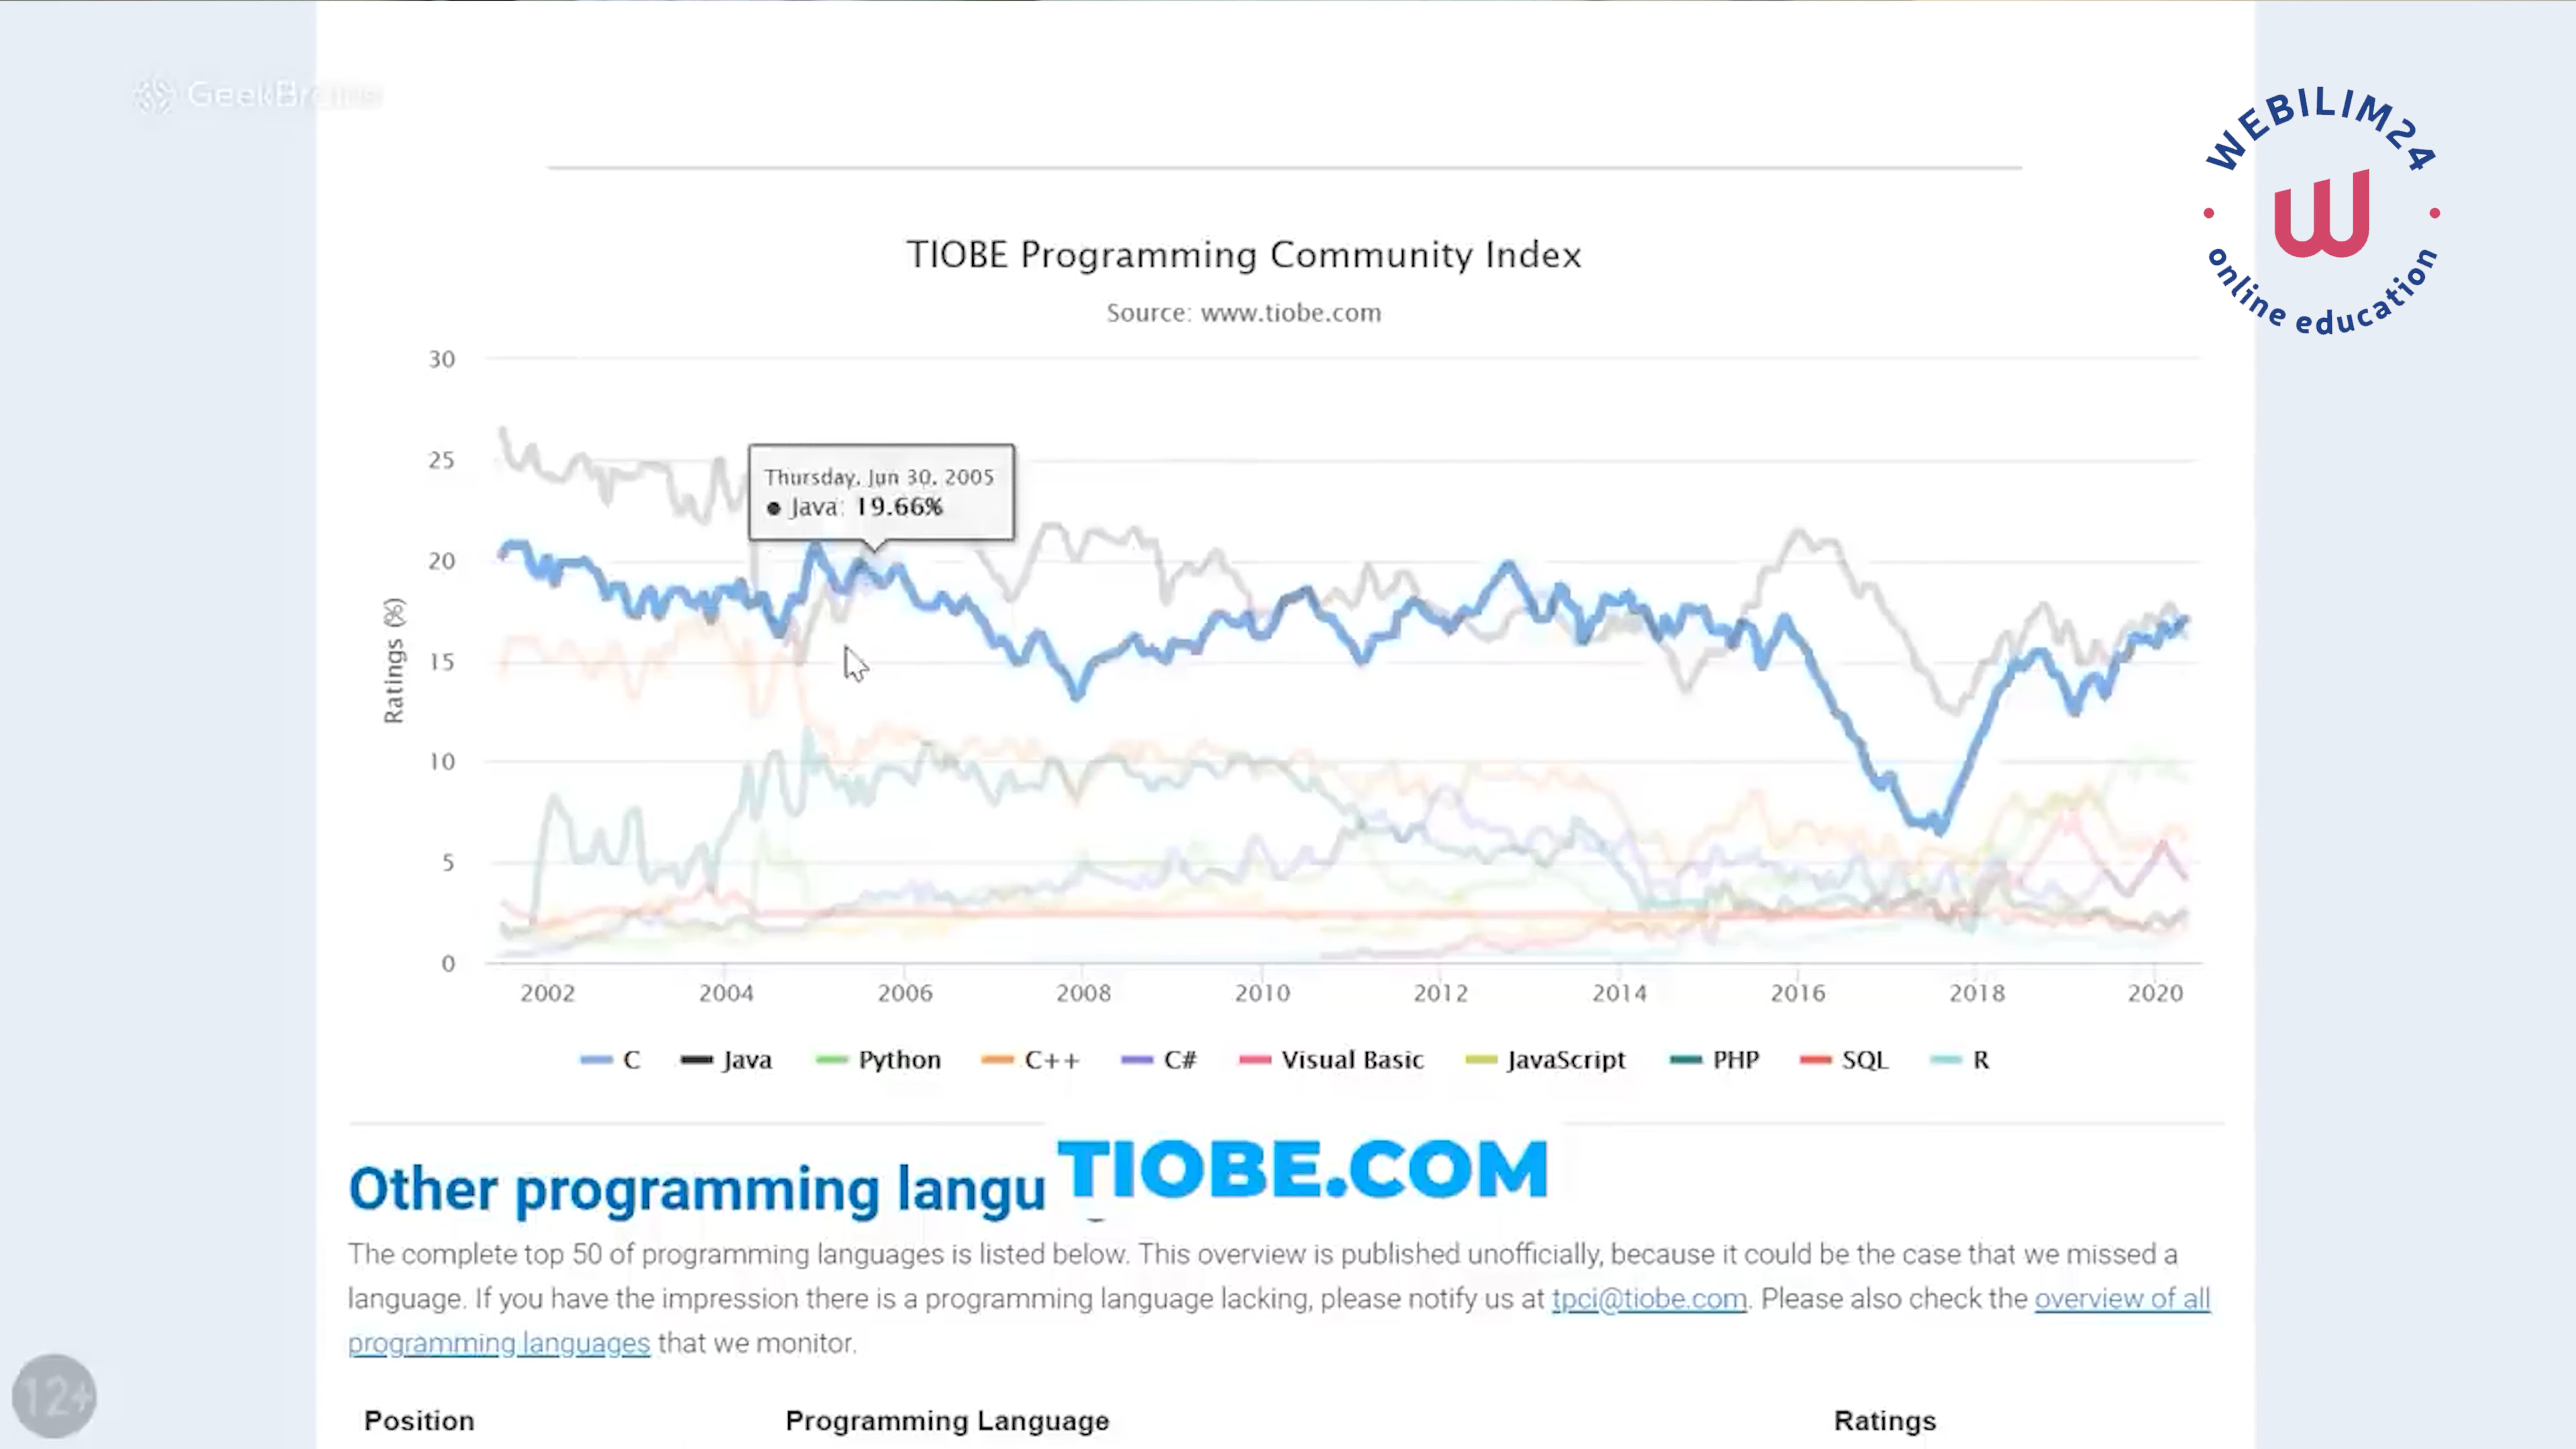 GeekBrains
WEBILIM24
online education
TIOBE Programming Community Index
Source: www.tiobe.com
Ratings (%)
30
25
20
15
10
5
0
Thursday, Jun 30, 2005
Java: 19.66%
2002 2004 2006 2008 2010 2012 2014 2016 2018 2020
C Java Python C++ C# Visual Basic JavaScript PHP SQL R
TIOBE.COM
Other programming langu
The complete top 50 of programming languages is listed below. This overview is published unofficially, because it could be the case that we missed a
language. If you have the impression there is a programming language lacking, please notify us at tpci@tiobe.com. Please also check the overview of all
programming languages that we monitor.
12+
Position Programming Language Ratings